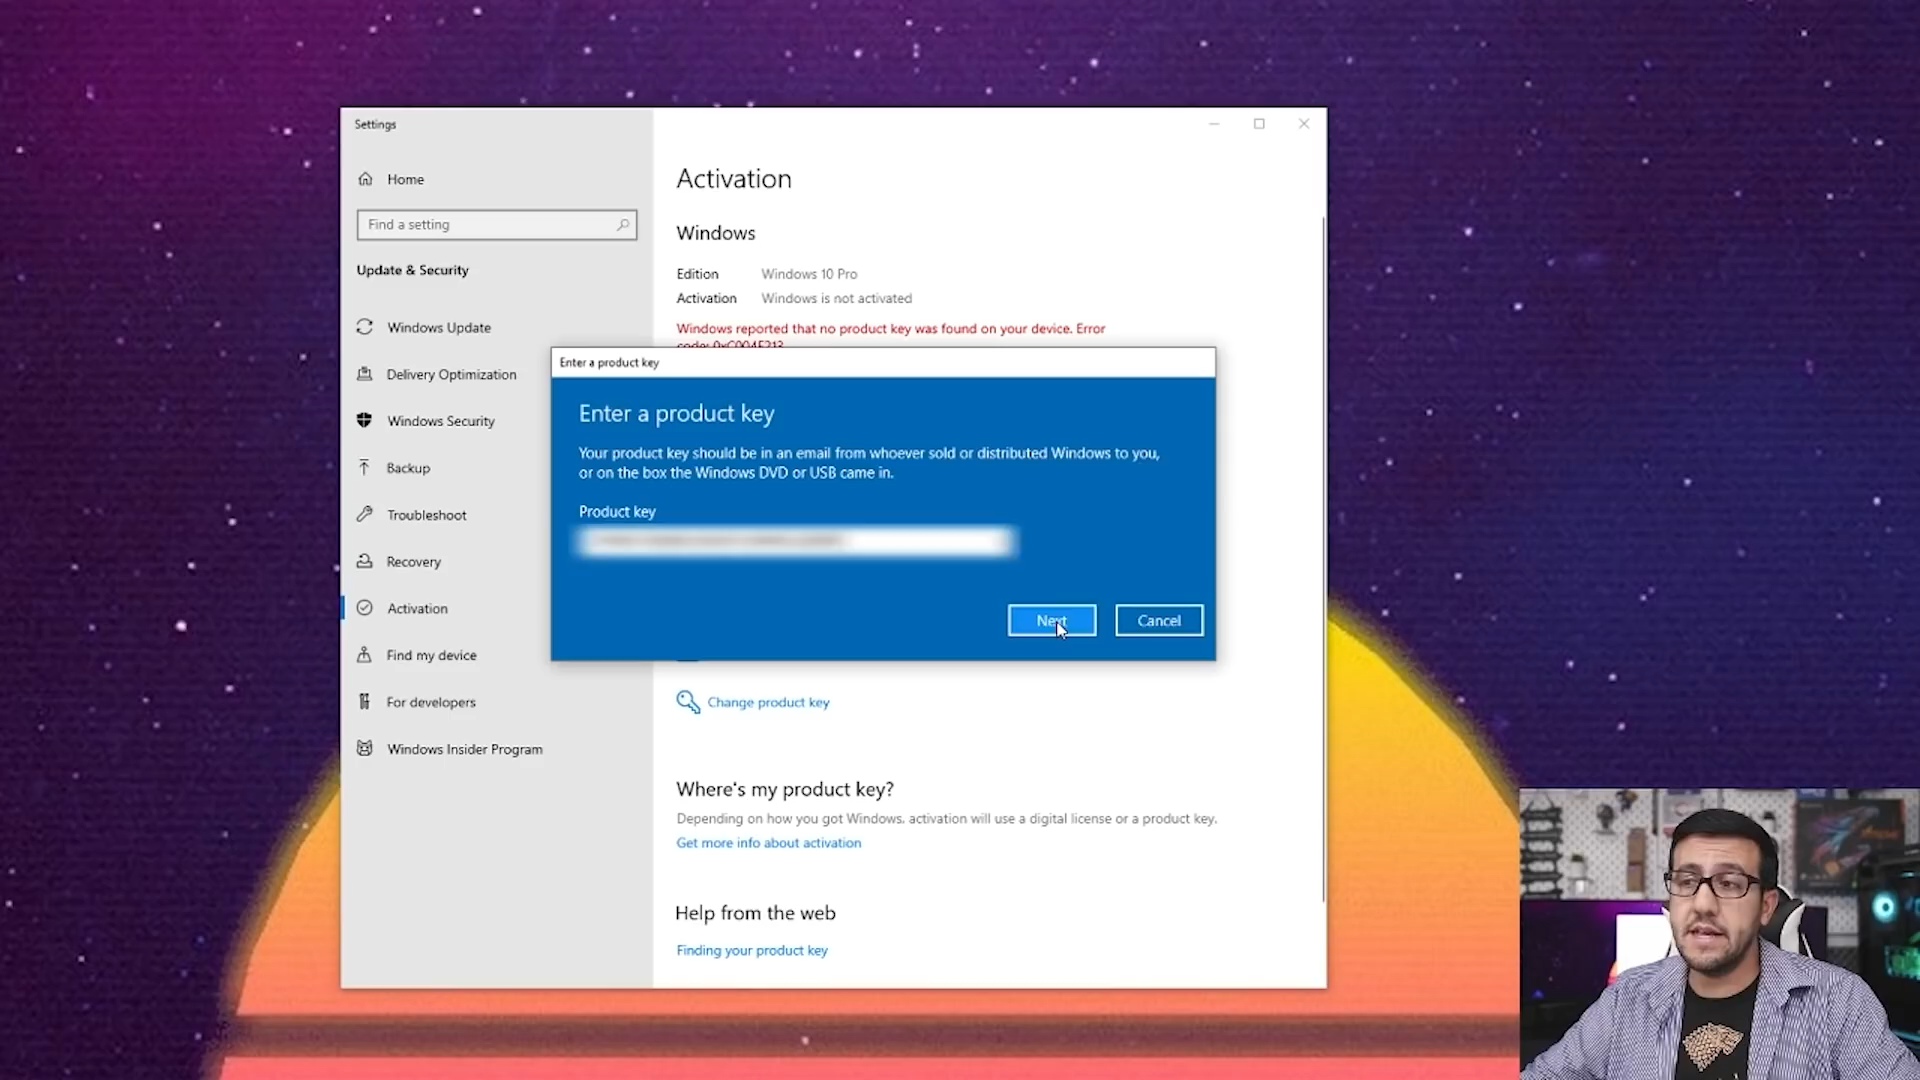 Settings
Home
Find a setting
Update & Security
Windows Update
Delivery Optimization
Windows Security
Backup
Troubleshoot
Recovery
Activation
Find my device
For developers
Windows Insider Program
Activation
Windows
Edition Windows 10 Pro
Activation Windows is not activated
Windows reported that no product key was found on your device. Error
code: 0xC004F213
Enter a product key
Enter a product key
Your product key should be in an email from whoever sold or distributed Windows to you,
or on the box the Windows DVD or USB came in.
Product key
Next Cancel
Change product key
Where's my product key?
Depending on how you got Windows, activation will use a digital license or a product key.
Get more info about activation
Help from the web
Finding your product key